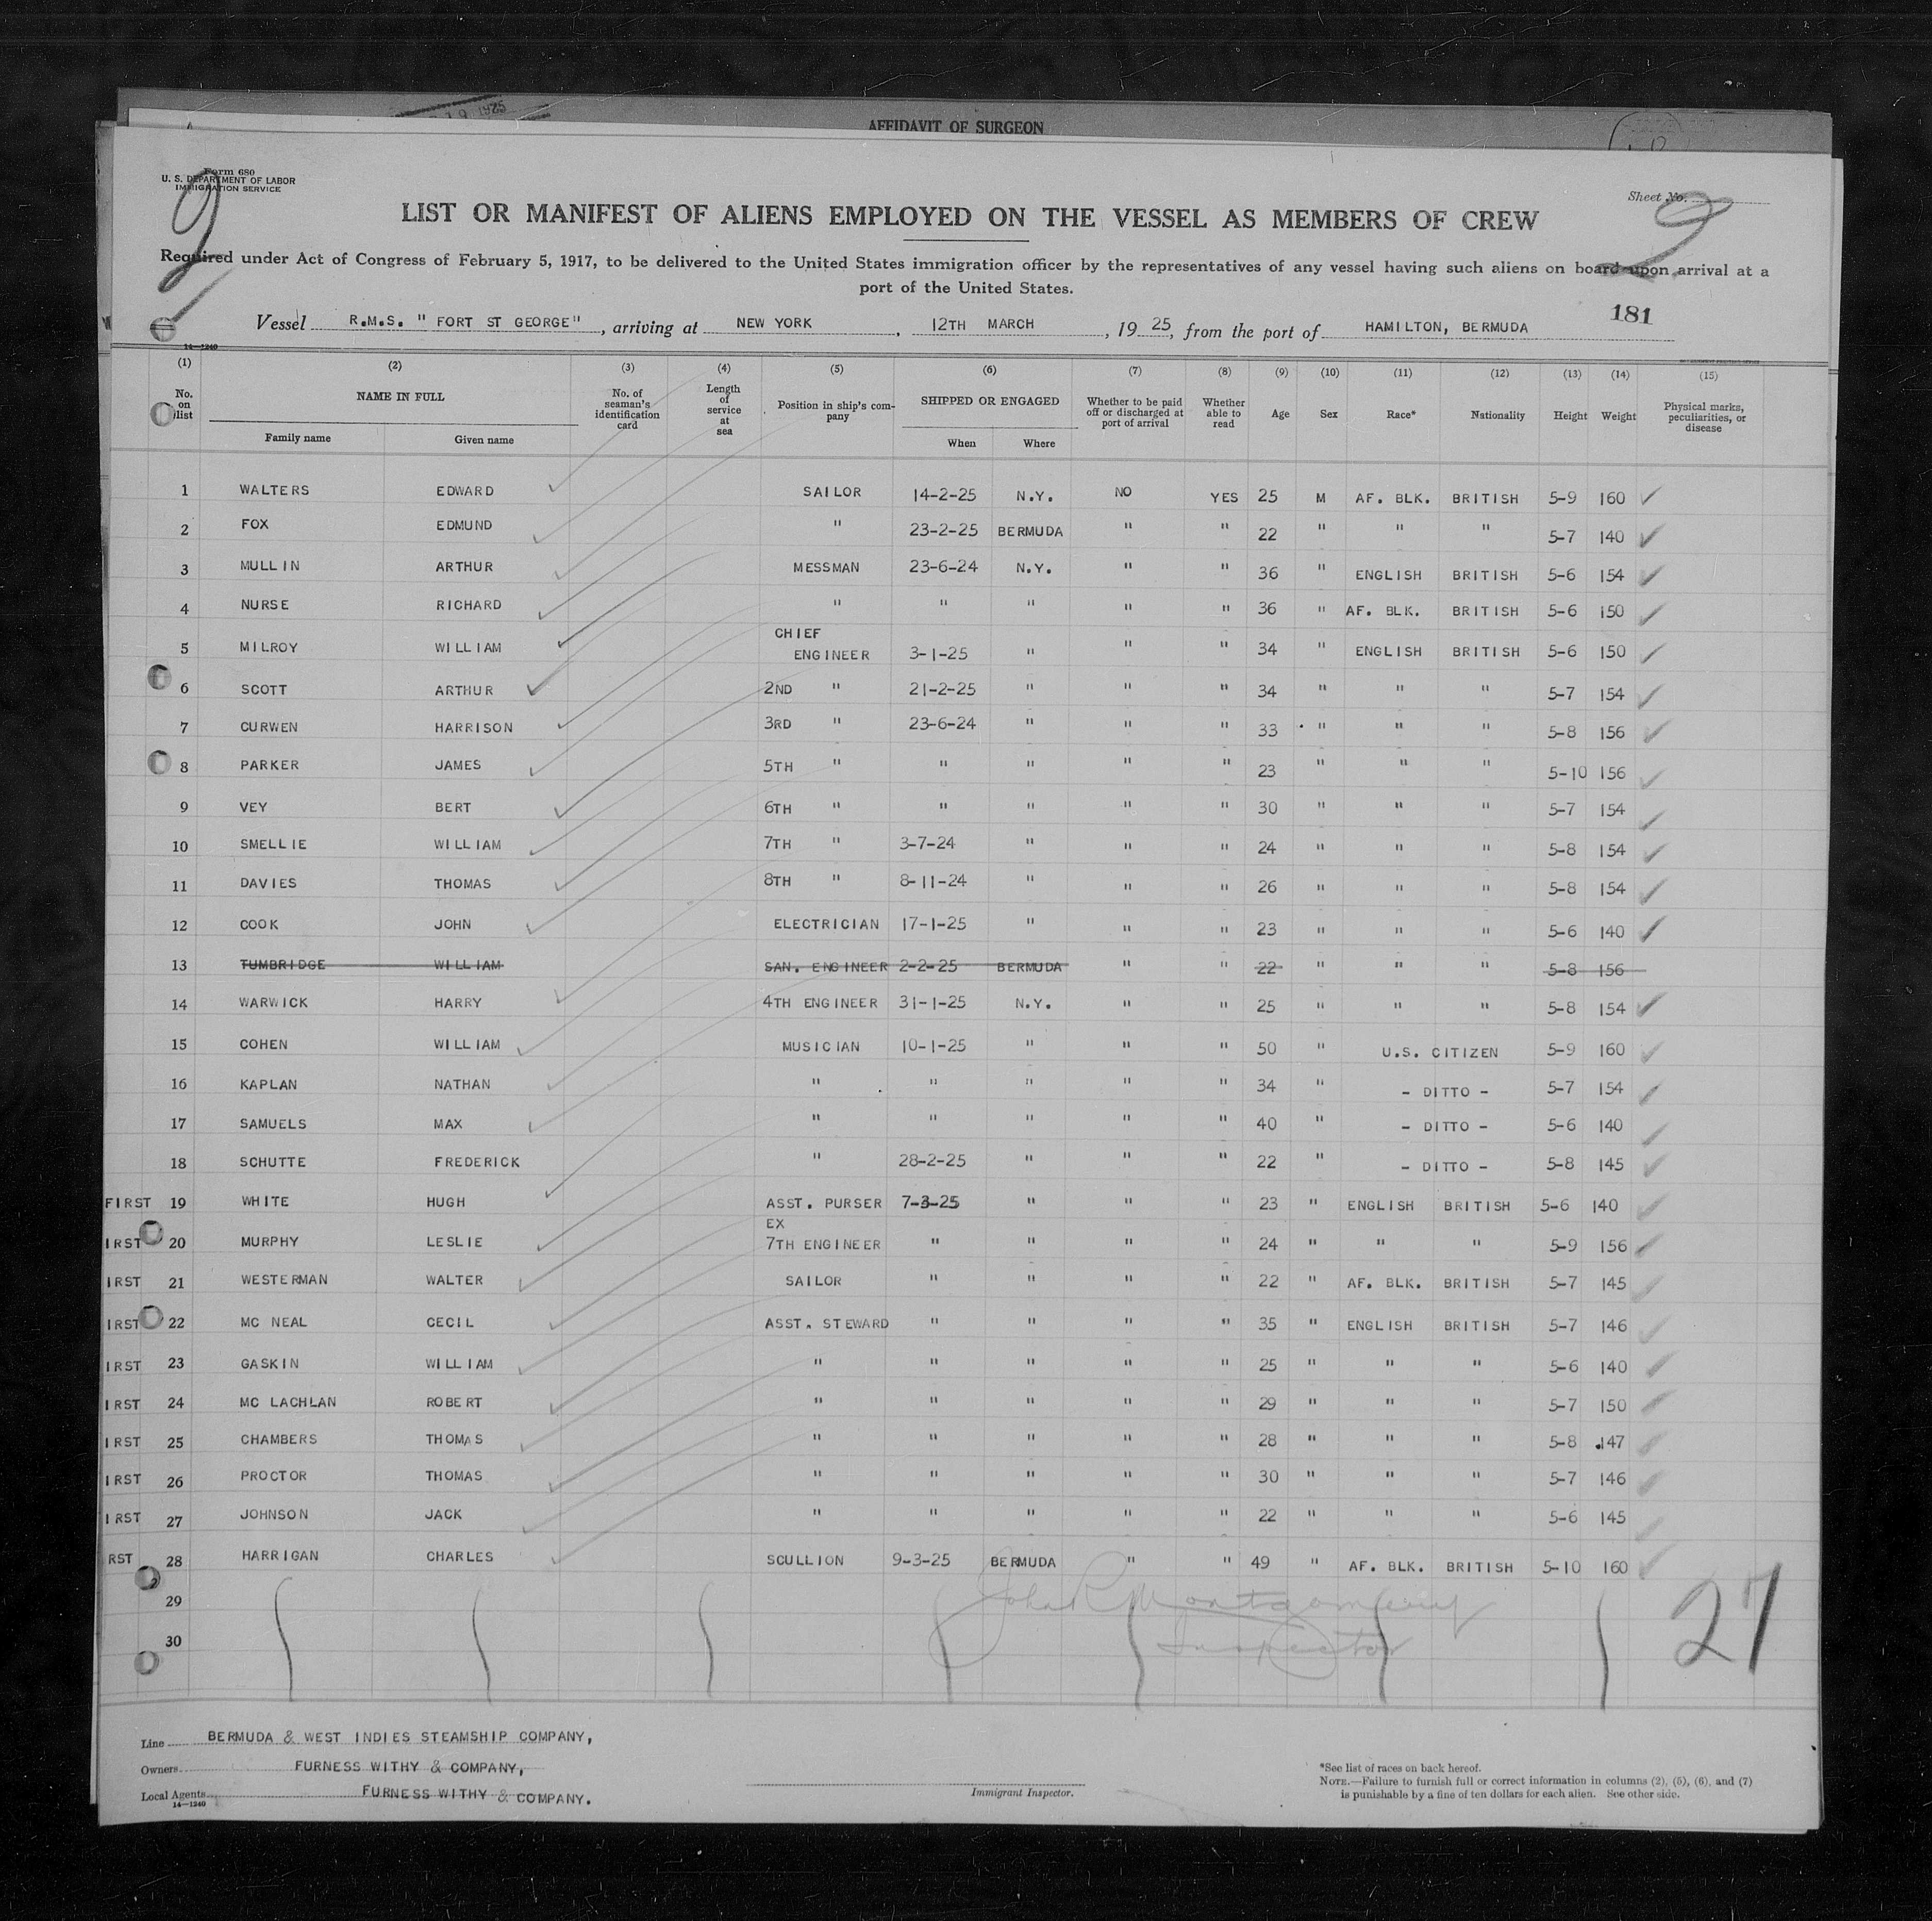 19 1925
AFFIDAVIT OF SURGEON
Form 680
U. S. DEPARTMENT OF LABOR
IMMIGRATION SERVICE
Sheet No. 2
2
LIST OR MANIFEST OF ALIENS EMPLOYED ON THE VESSEL AS MEMBERS OF CREW
Required under Act of Congress of February 5, 1917, to be delivered to the United States immigration officer by the representatives of any vessel having such aliens on board upon arrival at a
port of the United States.
181
Vessel R.M.S. " FORT ST GEORGE", arriving at NEW YORK, 12TH MARCH, 1925, from the port of HAMILTON, BERMUDA
14—1240
(1) (2) (3) (4) (5) (6) (7) (8) (9) (10) (11) (12) (13) (14) (15)
No. on list NAME IN FULL Family name Given name No. of seaman's identification card Length of service at sea Position in ship's company SHIPPED OR ENGAGED When Where Whether to be paid off or discharged at port of arrival Whether able to read Age Sex Race* Nationality Height Weight Physical marks, peculiarities, or disease
1 WALTERS EDWARD SAILOR 14-2-25 N.Y. NO YES 25 M AF. BLK. BRITISH 5-9 160
2 FOX EDMUND " 23-2-25 BERMUDA " " 22 " " " 5-7 140
3 MULLIN ARTHUR MESSMAN 23-6-24 N.Y. " " 36 " ENGLISH BRITISH 5-6 154
4 NURSE RICHARD " " " " " 36 " AF. BLK. BRITISH 5-6 150
5 MILROY WILLIAM CHIEF ENGINEER 3-1-25 " " " 34 " ENGLISH BRITISH 5-6 150
6 SCOTT ARTHUR 2ND " 21-2-25 " " " 34 " " " 5-7 154
7 CURWEN HARRISON 3RD " 23-6-24 " " " 33 " " " 5-8 156
8 PARKER JAMES 5TH " " " " " 23 " " " 5-10 156
9 VEY BERT 6TH " " " " " 30 " " " 5-7 154
10 SMELLIE WILLIAM 7TH " 3-7-24 " " " 24 " " " 5-8 154
11 DAVIES THOMAS 8TH " 8-11-24 " " " 26 " " " 5-8 154
12 COOK JOHN ELECTRICIAN 17-1-25 " " " 23 " " " 5-6 140
13 TUMBRIDGE WILLIAM SAN. ENGINEER 2-2-25 BERMUDA " " 22 " " " 5-8 156
14 WARWICK HARRY 4TH ENGINEER 31-1-25 N.Y. " " 25 " " " 5-8 154
15 COHEN WILLIAM MUSICIAN 10-1-25 " " " 50 " U.S. CITIZEN 5-9 160
16 KAPLAN NATHAN " " " " " 34 " - DITTO - 5-7 154
17 SAMUELS MAX " " " " " 40 " - DITTO - 5-6 140
18 SCHUTTE FREDERICK " 28-2-25 " " " 22 " - DITTO - 5-8 145
FIRST 19 WHITE HUGH ASST. PURSER 7-3-25 " " " 23 " ENGLISH BRITISH 5-6 140
IRST 20 MURPHY LESLIE EX 7TH ENGINEER " " " " 24 " " " 5-9 156
IRST 21 WESTERMAN WALTER SAILOR " " " " 22 " AF. BLK. BRITISH 5-7 145
IRST 22 MC NEAL CECIL ASST. STEWARD " " " " 35 " ENGLISH BRITISH 5-7 146
IRST 23 GASKIN WILLIAM " " " " " 25 " " " 5-6 140
IRST 24 MC LACHLAN ROBERT " " " " " 29 " " " 5-7 150
IRST 25 CHAMBERS THOMAS " " " " " 28 " " " 5-8 147
IRST 26 PROCTOR THOMAS " " " " " 30 " " " 5-7 146
IRST 27 JOHNSON JACK " " " " " 22 " " " 5-6 145
RST 28 HARRIGAN CHARLES SCULLION 9-3-25 BERMUDA " " 49 " AF. BLK. BRITISH 5-10 160
29
30
John R Montgomery
Inspector
27
Line BERMUDA & WEST INDIES STEAMSHIP COMPANY,
Owners FURNESS WITHY & COMPANY,
Local Agents FURNESS WITHY & COMPANY.
14—1240
Immigrant Inspector.
*See list of races on back hereof.
NOTE.—Failure to furnish full or correct information in columns (2), (5), (6), and (7)
is punishable by a fine of ten dollars for each alien. See other side.